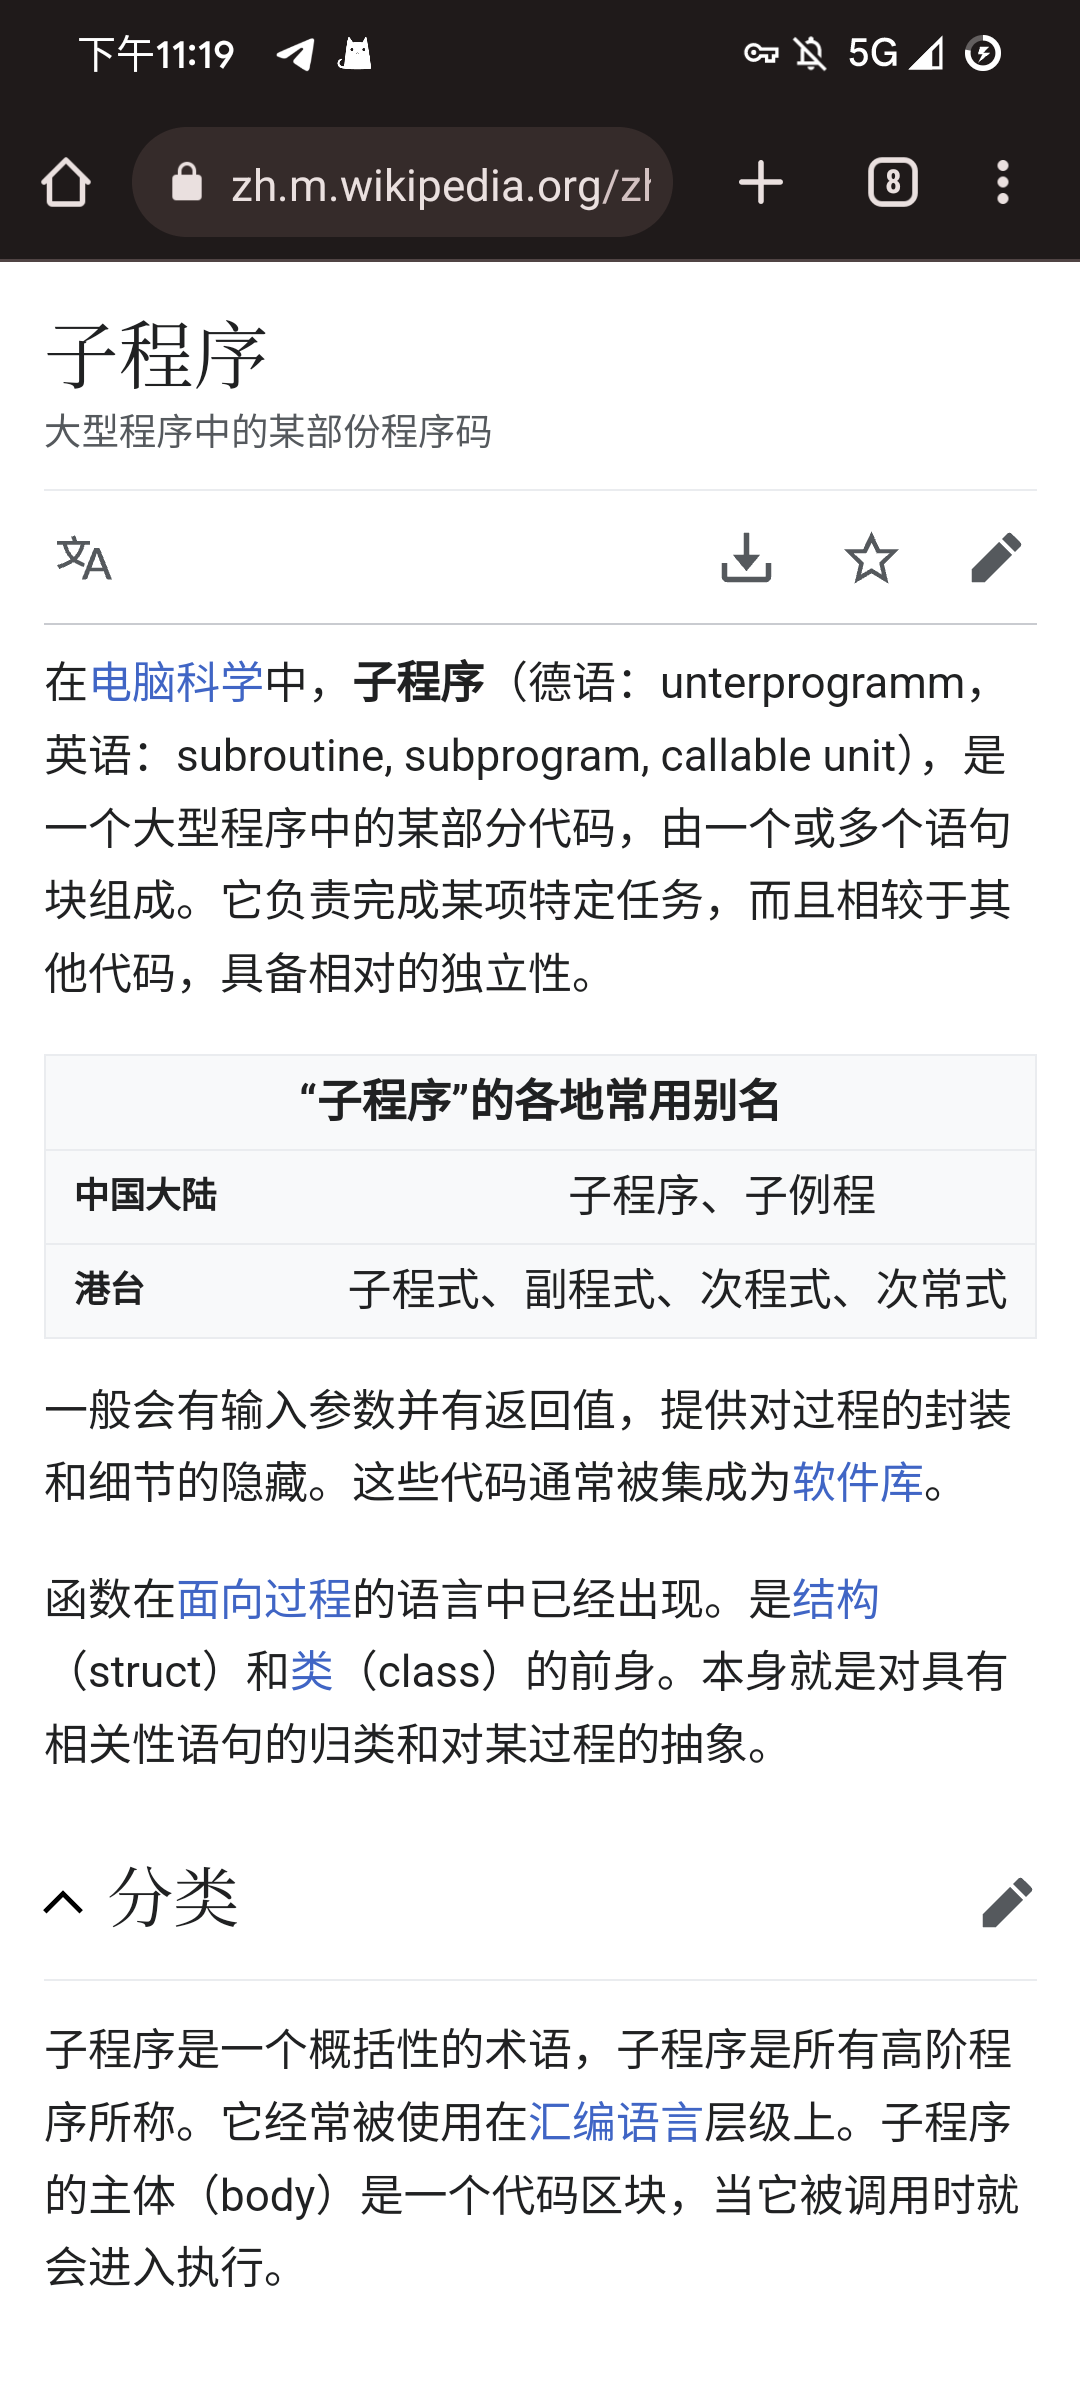 下午11:19 5G
zh.m.wikipedia.org/zh 8
子程序
大型程序中的某部份程序码
文A
在电脑科学中，子程序（德语：unterprogramm，
英语：subroutine, subprogram, callable unit），是
一个大型程序中的某部分代码，由一个或多个语句
块组成。它负责完成某项特定任务，而且相较于其
他代码，具备相对的独立性。
“子程序”的各地常用别名
中国大陆 子程序、子例程
港台 子程式、副程式、次程式、次常式
一般会有输入参数并有返回值，提供对过程的封装
和细节的隐藏。这些代码通常被集成为软件库。
函数在面向过程的语言中已经出现。是结构
（struct）和类（class）的前身。本身就是对具有
相关性语句的归类和对某过程的抽象。
分类
子程序是一个概括性的术语，子程序是所有高阶程
序所称。它经常被使用在汇编语言层级上。子程序
的主体（body）是一个代码区块，当它被调用时就
会进入执行。